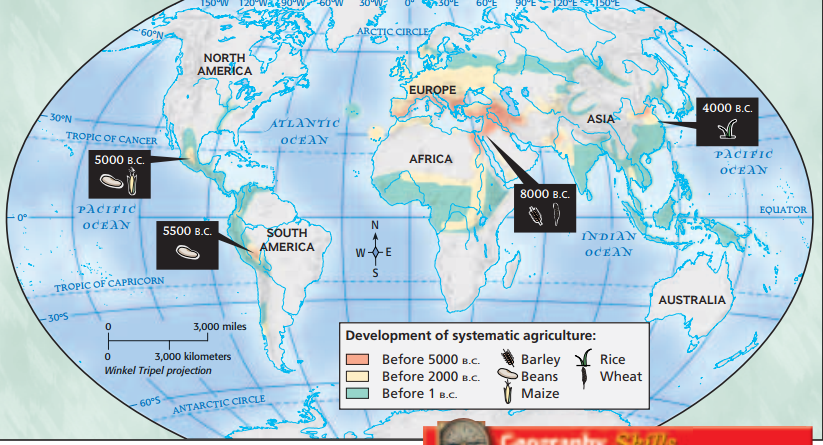 150°W 120°W 90°W 60°W 30°W 0° 30°E 60°E 90°E 120°E 150°E
ARCTIC CIRCLE
60°N
NORTH
AMERICA
EUROPE
ASIA
4000 B.C.
30°N
ATLANTIC
OCEAN
TROPIC OF CANCER
PACIFIC
OCEAN
5000 B.C.
AFRICA
8000 B.C.
PACIFIC
OCEAN
0°
EQUATOR
5500 B.C.
SOUTH
AMERICA
N
W E
S
INDIAN
OCEAN
TROPIC OF CAPRICORN
AUSTRALIA
30°S
0 3,000 miles
0 3,000 kilometers
Winkel Tripel projection
Development of systematic agriculture:
Before 5000 B.C. Barley Rice
Before 2000 B.C. Beans Wheat
Before 1 B.C. Maize
60°S
ANTARCTIC CIRCLE
Geography Skills